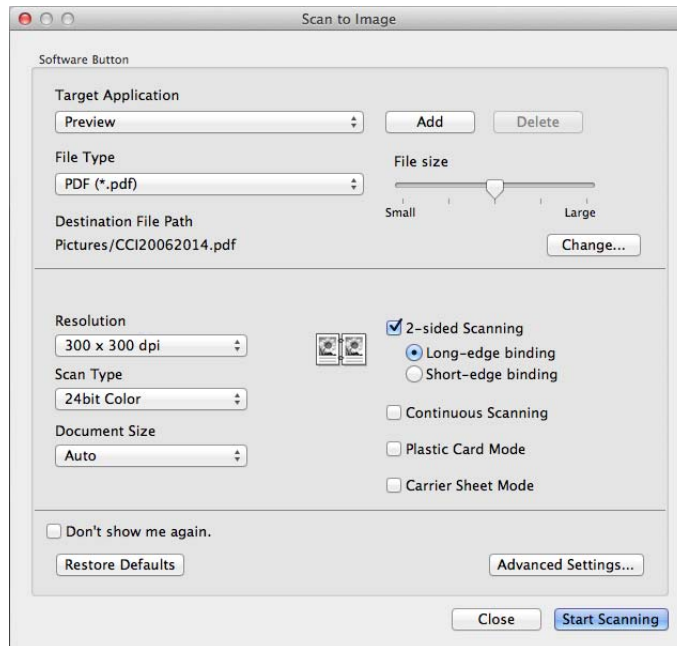 Scan to Image
Software Button
Target Application
Preview
Add
Delete
File Type
File size
PDF (*.pdf)
Small
Large
Destination File Path
Pictures/CCI20062014.pdf
Change...
Resolution
2-sided Scanning
300 x 300 dpi
Long-edge binding
Scan Type
Short-edge binding
24bit Color
Continuous Scanning
Document Size
Auto
Plastic Card Mode
Carrier Sheet Mode
Don't show me again.
Restore Defaults
Advanced Settings...
Close
Start Scanning